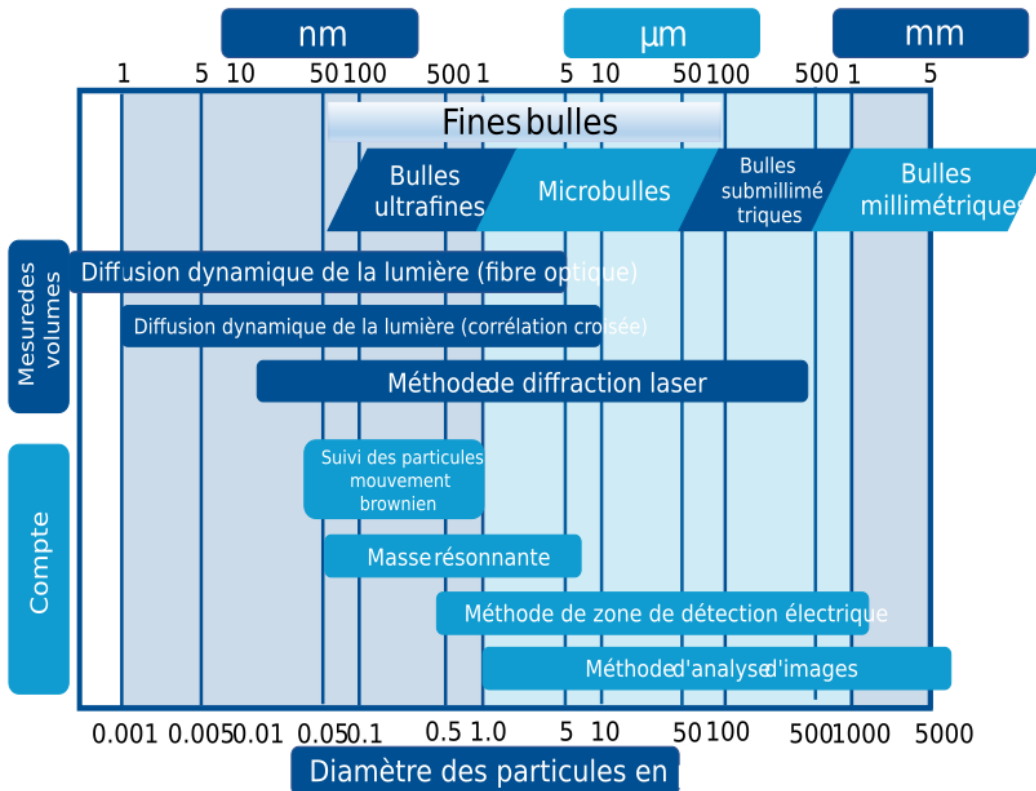 nm
µm
mm
1 5 10 50 100 500 1 5 10 50 100 500 1 5
Fines bulles
Bulles
ultrafines
Microbulles
Bulles
submillimé
triques
Bulles
millimétriques
Mesuredes
volumes
Diffusion dynamique de la lumière (fibre optique)
Diffusion dynamique de la lumière (corrélation croisée)
Méthode de diffraction laser
Compte
Suivi des particules
mouvement
brownien
Masse résonnante
Méthode de zone de détection électrique
Méthode d'analyse d'images
0.001 0.005 0.01 0.05 0.1 0.5 1.0 5 10 50 100 500 1000 5000
Diamètre des particules en